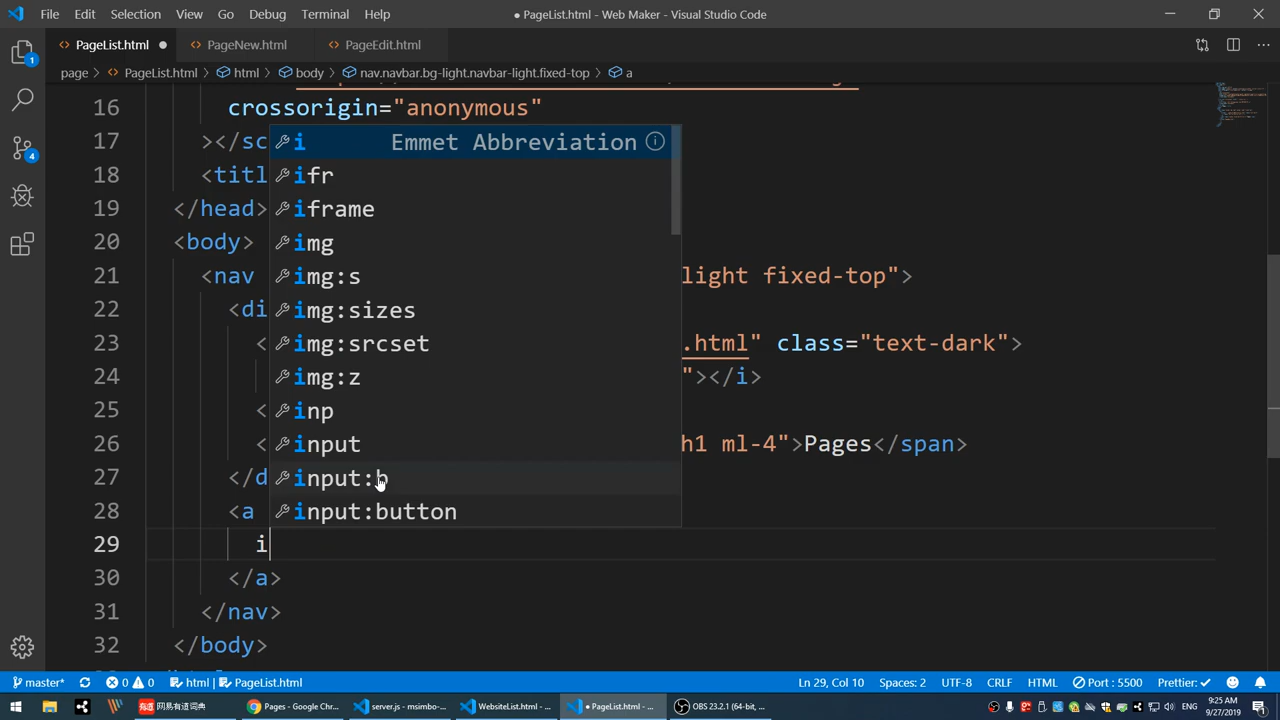 File Edit Selection View Go Debug Terminal Help ● PageList.html - Web Maker - Visual Studio Code
<> PageList.html ● <> PageNew.html <> PageEdit.html
page > <> PageList.html > html > body > nav.navbar.bg-light.navbar-light.fixed-top > a
16 crossorigin="anonymous"
17 ></sc
18 <titl
19 </head>
20 <body>
21 <nav light fixed-top">
22 <di
23 < .html" class="text-dark">
24 "></i>
25 <
26 < h1 ml-4">Pages</span>
27 </d
28 <a
29 i
30 </a>
31 </nav>
32 </body>
i Emmet Abbreviation
ifr
iframe
img
img:s
img:sizes
img:srcset
img:z
inp
input
input:b
input:button
1
4
master* 0 0 html | PageList.html Ln 29, Col 10 Spaces: 2 UTF-8 CRLF HTML Port : 5500 Prettier: ✓
网易有道词典 Pages - Google Chr... server.js - msimbo-... WebsiteList.html - ... ● PageList.html - ... OBS 23.2.1 (64-bit, ... ENG 9:25 AM
9/27/2019